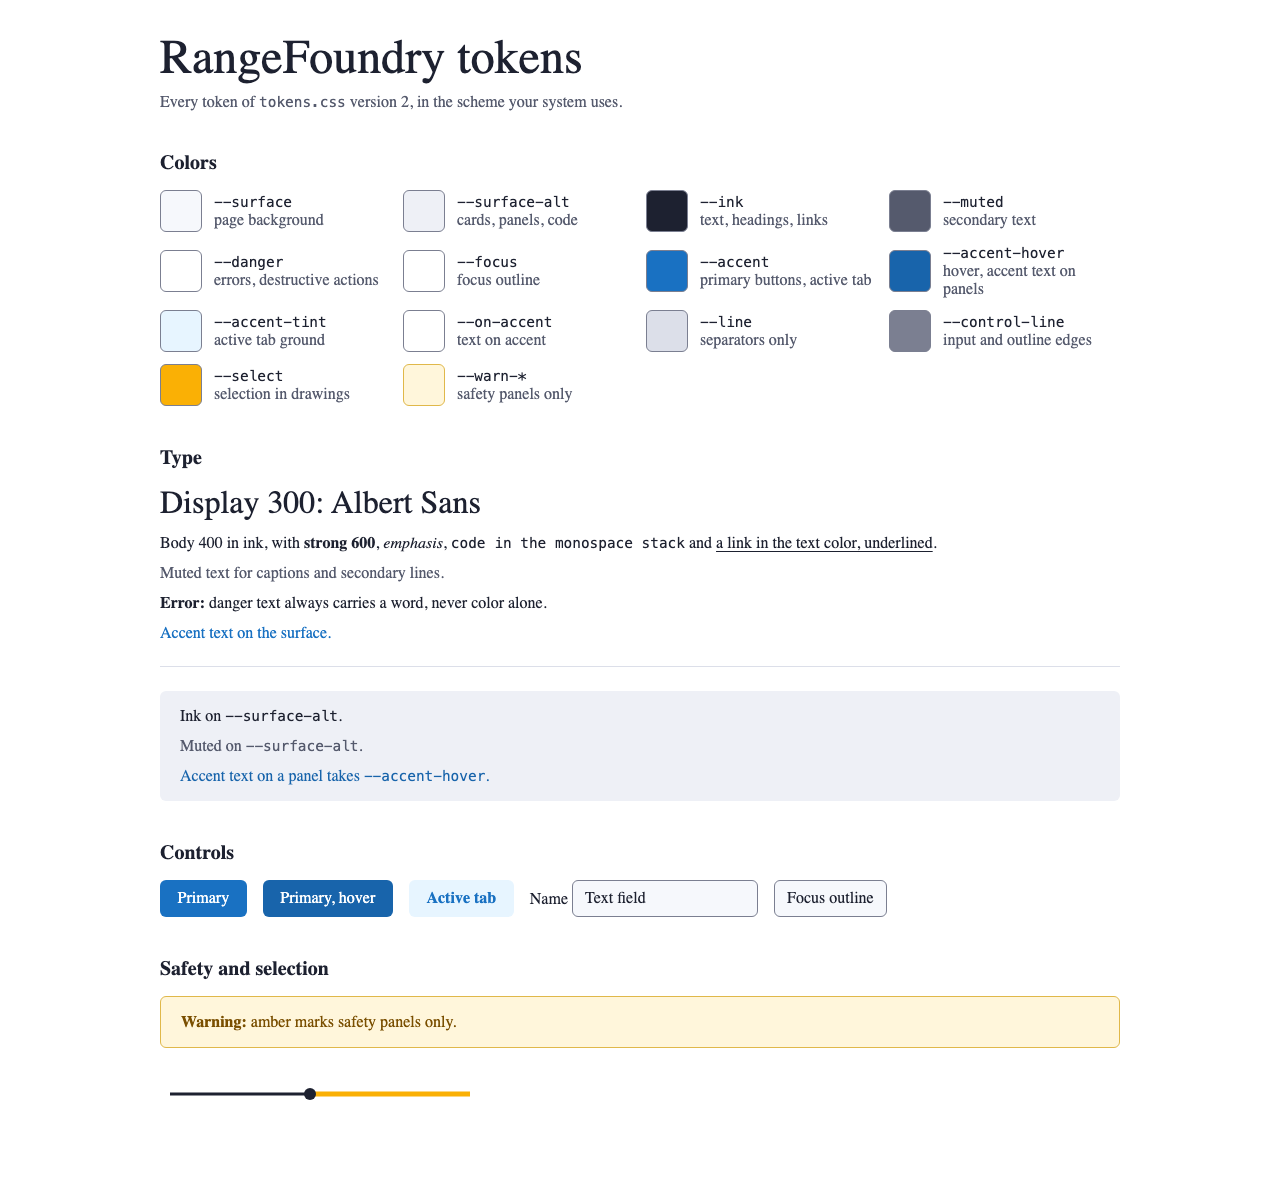 RangeFoundry tokens
Every token of tokens.css version 2, in the scheme your system uses.
Colors
--surface
page background
--surface-alt
cards, panels, code
--ink
text, headings, links
--muted
secondary text
--danger
errors, destructive actions
--focus
focus outline
--accent
primary buttons, active tab
--accent-hover
hover, accent text on
panels
--accent-tint
active tab ground
--on-accent
text on accent
--line
separators only
--control-line
input and outline edges
--select
selection in drawings
--warn-*
safety panels only
Type
Display 300: Albert Sans
Body 400 in ink, with strong 600, emphasis, code in the monospace stack and a link in the text color, underlined.
Muted text for captions and secondary lines.
Error: danger text always carries a word, never color alone.
Accent text on the surface.
Ink on --surface-alt.
Muted on --surface-alt.
Accent text on a panel takes --accent-hover.
Controls
Primary
Primary, hover
Active tab
Name
Text field
Focus outline
Safety and selection
Warning: amber marks safety panels only.